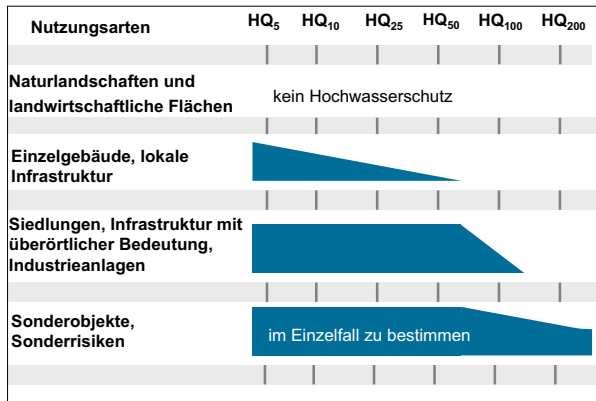 Nutzungsarten HQ5 HQ10 HQ25 HQ50 HQ100 HQ200
Naturlandschaften und
landwirtschaftliche Flächen
kein Hochwasserschutz
Einzelgebäude, lokale
Infrastruktur
Siedlungen, Infrastruktur mit
überörtlicher Bedeutung,
Industrieanlagen
Sonderobjekte,
Sonderrisiken
im Einzelfall zu bestimmen